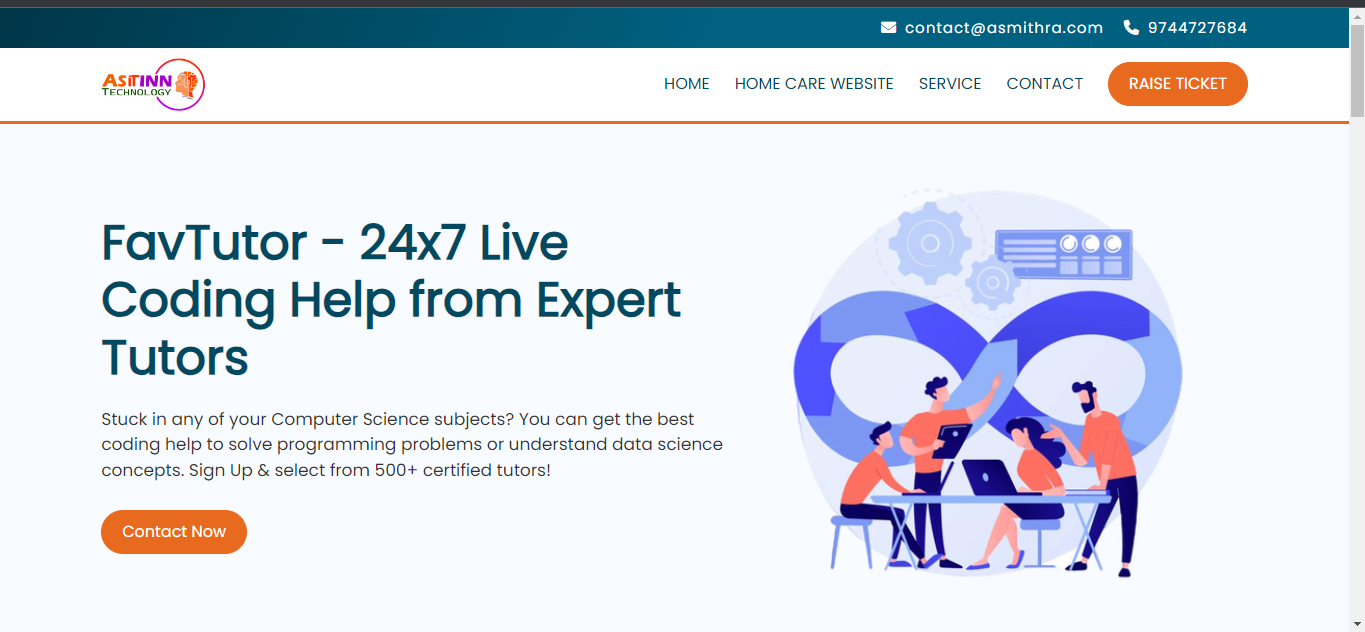 contact@asmithra.com 9744727684
ASITINN
TECHNOLOGY
HOME HOME CARE WEBSITE SERVICE CONTACT RAISE TICKET
FavTutor - 24x7 Live
Coding Help from Expert
Tutors
Stuck in any of your Computer Science subjects? You can get the best
coding help to solve programming problems or understand data science
concepts. Sign Up & select from 500+ certified tutors!
Contact Now